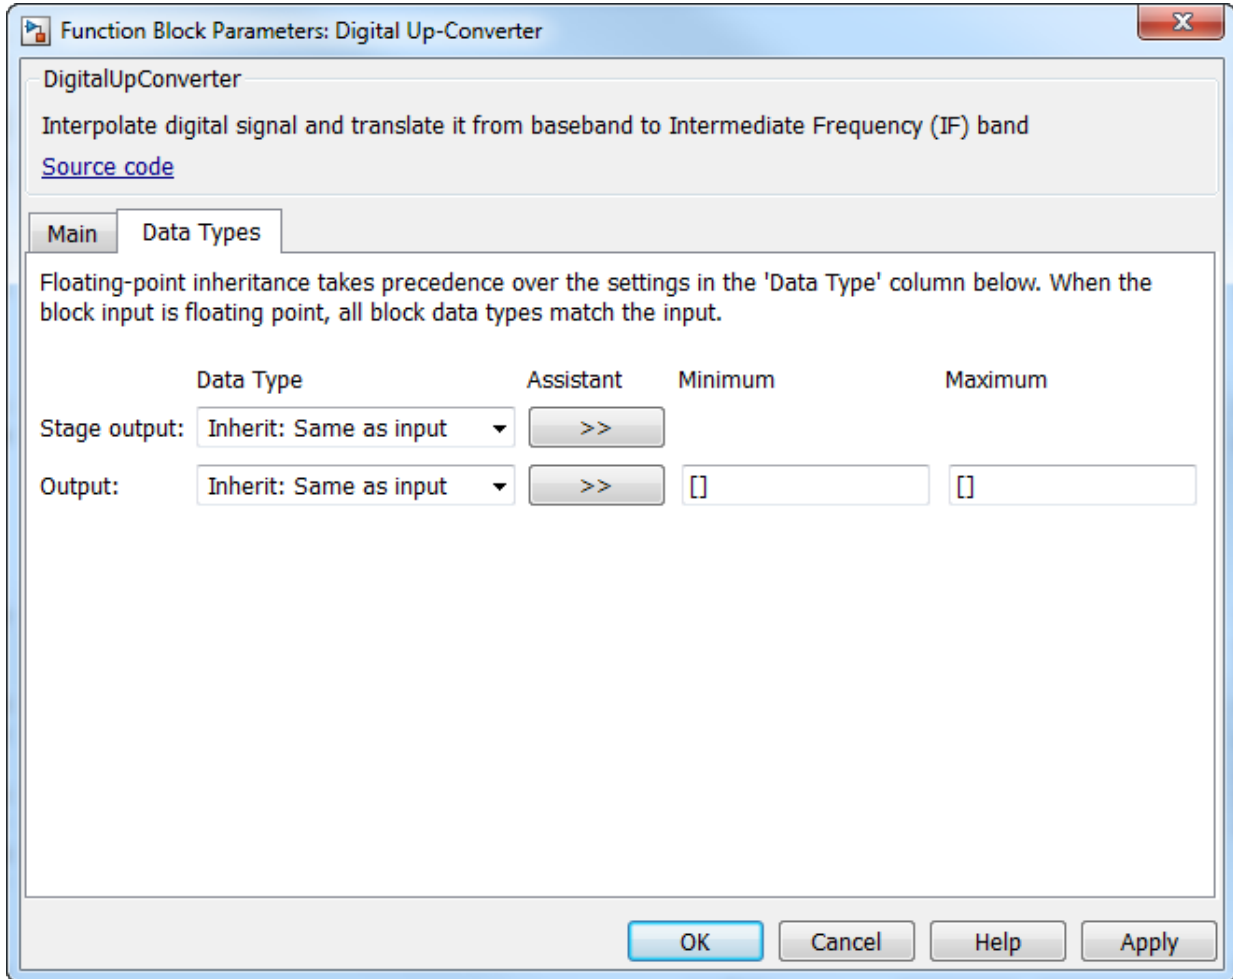 Function Block Parameters: Digital Up-Converter
X
DigitalUpConverter
Interpolate digital signal and translate it from baseband to Intermediate Frequency (IF) band
Source code
Main Data Types
Floating-point inheritance takes precedence over the settings in the 'Data Type' column below. When the
block input is floating point, all block data types match the input.
Data Type Assistant Minimum Maximum
Stage output: Inherit: Same as input >>
Output: Inherit: Same as input >> [] []
OK Cancel Help Apply